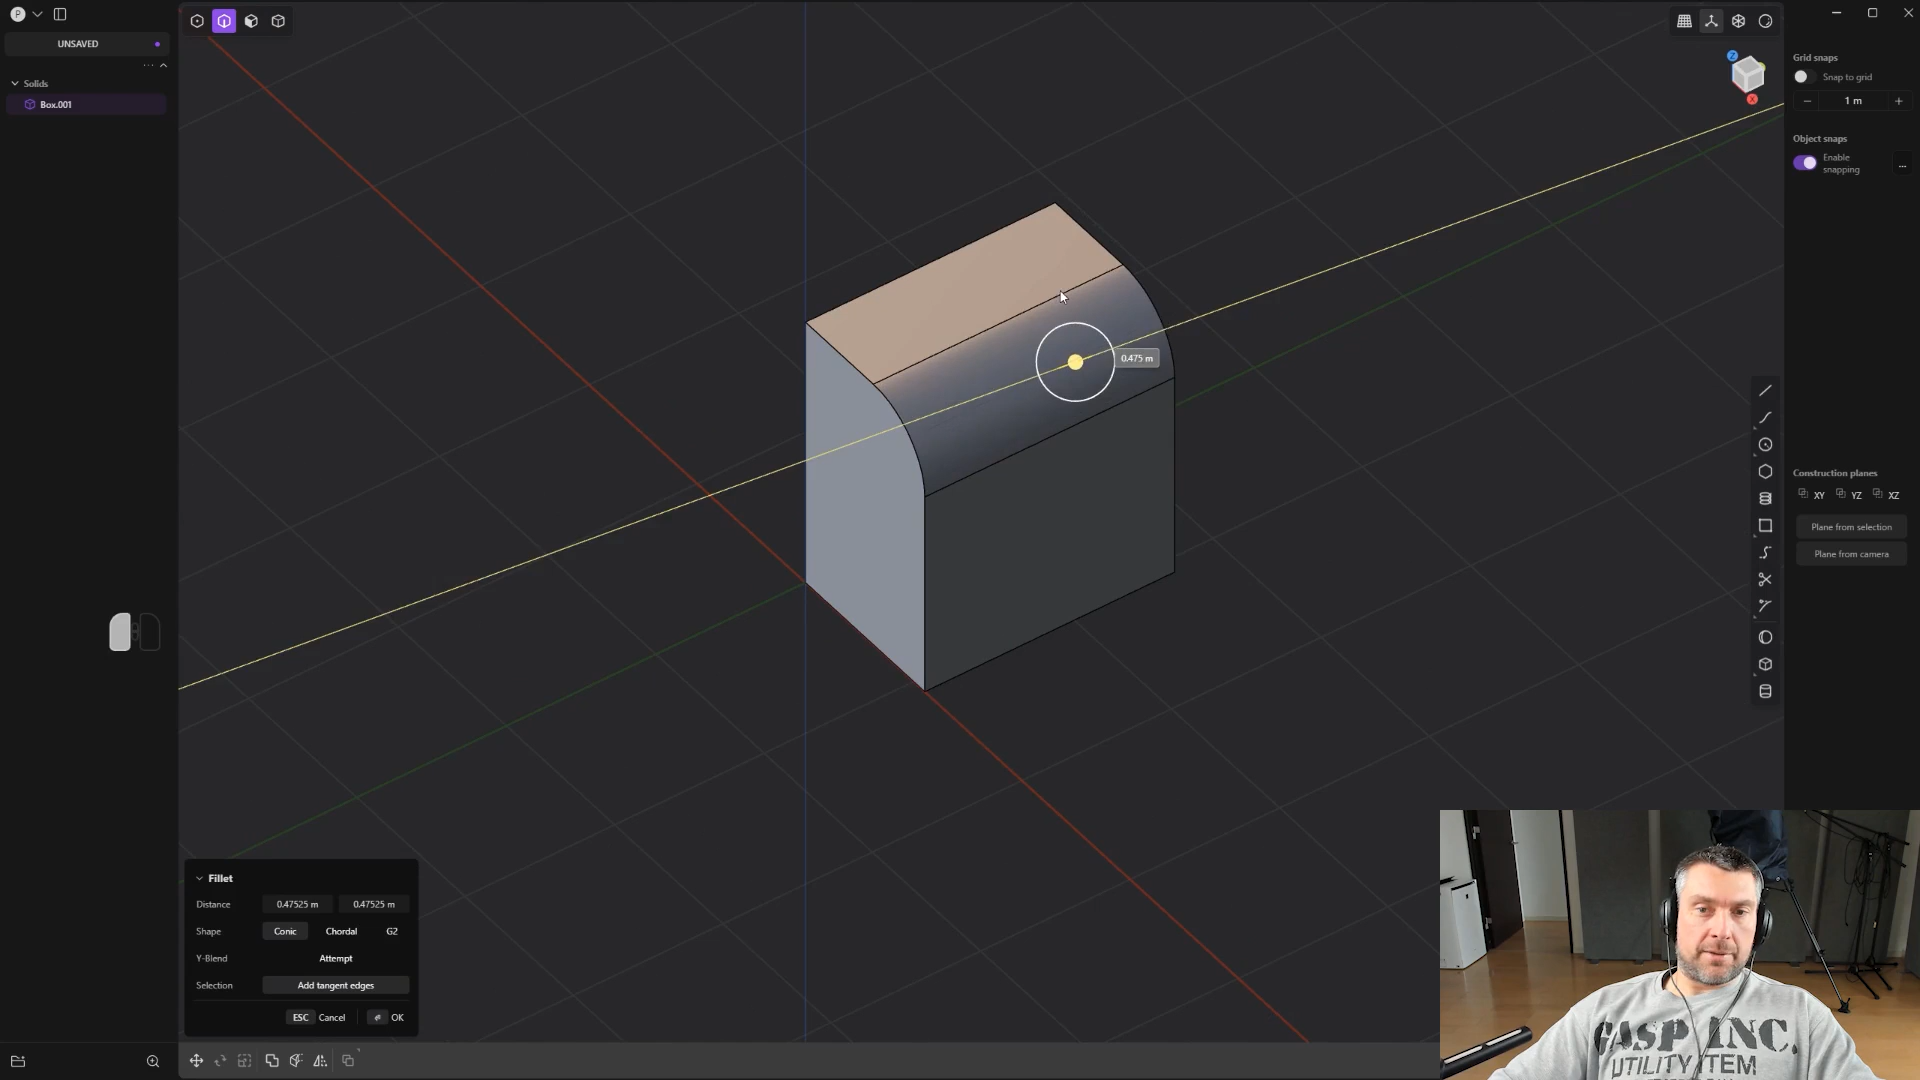 P
UNSAVED
...
Solids
Box.001
Grid snaps
Snap to grid
1 m
Object snaps
Enable
snapping
...
Z
X
0.475 m
Construction planes
XY YZ XZ
Plane from selection
Plane from camera
Fillet
Distance 0.47525 m 0.47525 m
Shape Conic Chordal G2
Y-Blend Attempt
Selection Add tangent edges
ESC Cancel OK
GASP INC.
UTILITY ITEM